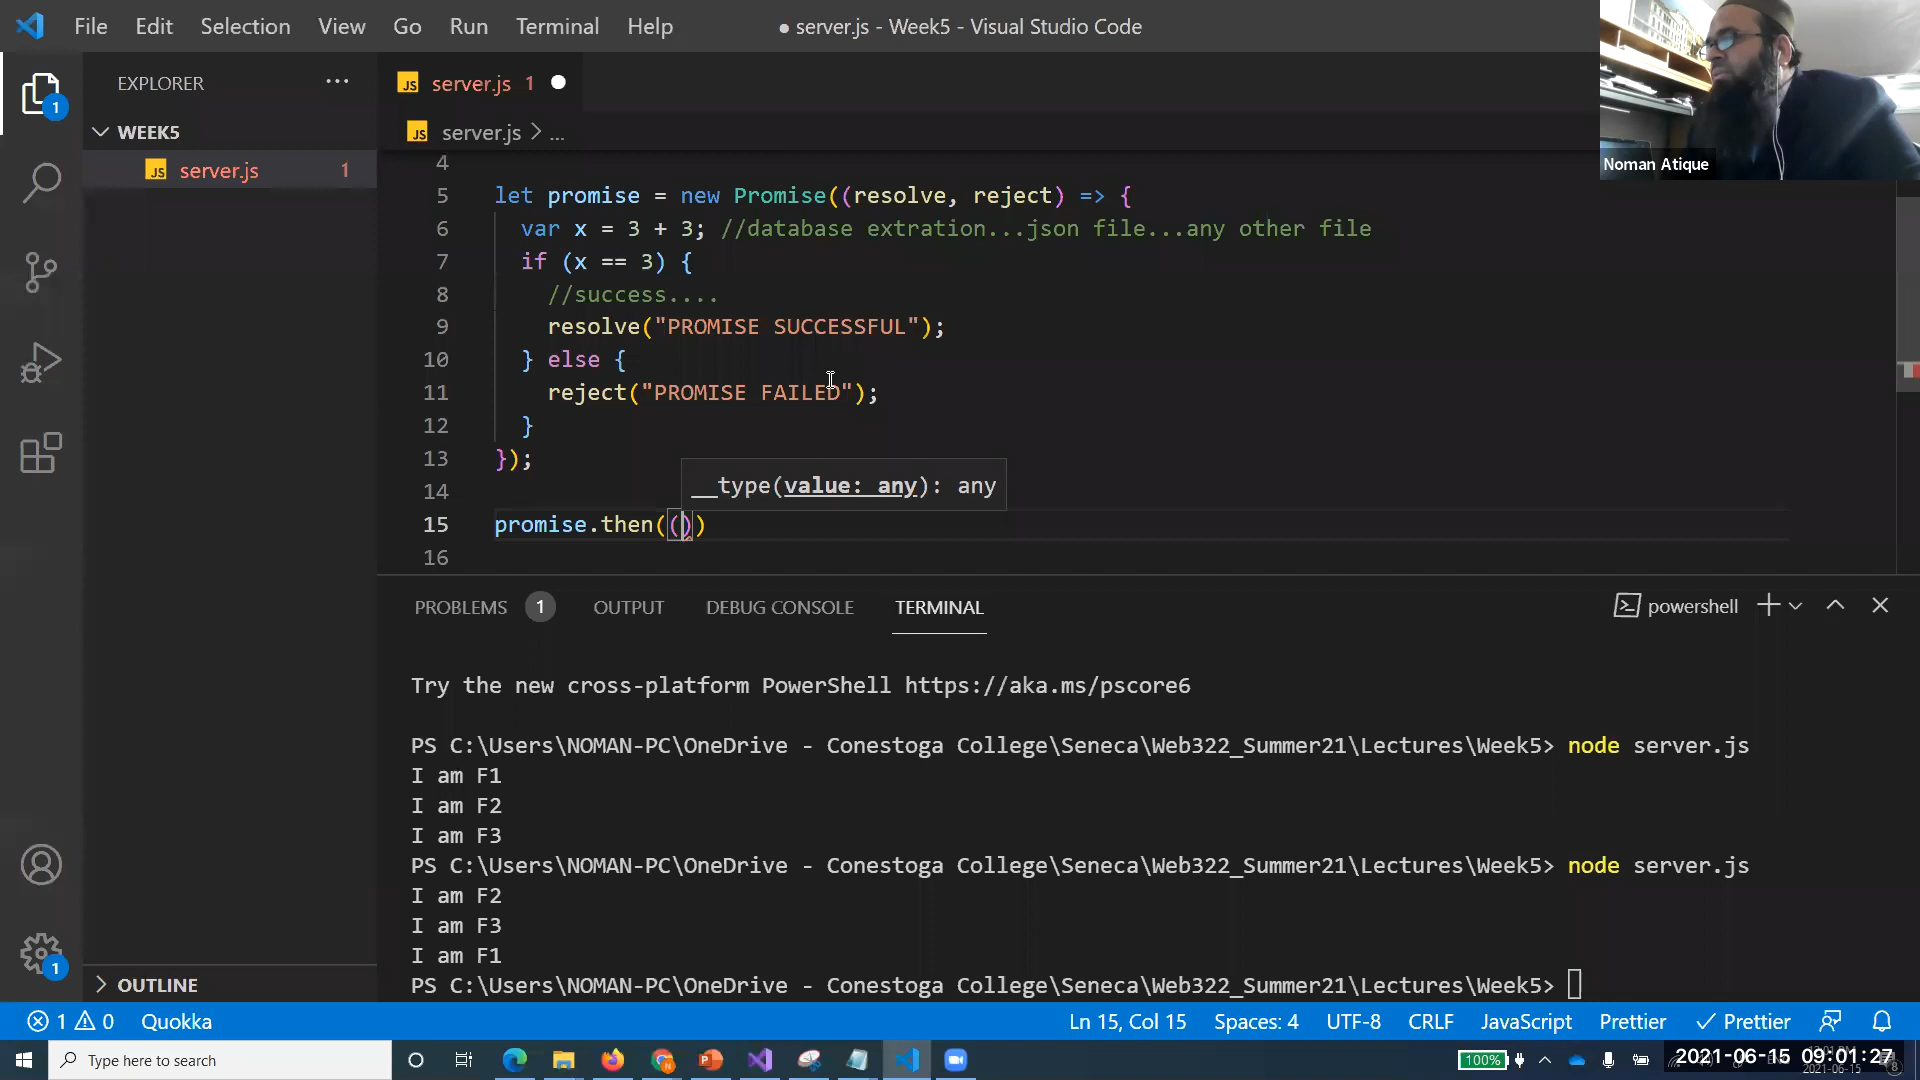 File Edit Selection View Go Run Terminal Help ● server.js - Week5 - Visual Studio Code
Noman Atique
EXPLORER ···
JS server.js 1
1
WEEK5
JS server.js > ...
JS server.js 1
4
5 let promise = new Promise((resolve, reject) => {
6 var x = 3 + 3; //database extration...json file...any other file
7 if (x == 3) {
8 //success....
9 resolve("PROMISE SUCCESSFUL");
10 } else {
11 reject("PROMISE FAILED");
12 }
13 });
__type(value: any): any
14
15 promise.then(())
16
PROBLEMS 1 OUTPUT DEBUG CONSOLE TERMINAL powershell
Try the new cross-platform PowerShell https://aka.ms/pscore6
PS C:\Users\NOMAN-PC\OneDrive - Conestoga College\Seneca\Web322_Summer21\Lectures\Week5> node server.js
I am F1
I am F2
I am F3
PS C:\Users\NOMAN-PC\OneDrive - Conestoga College\Seneca\Web322_Summer21\Lectures\Week5> node server.js
I am F2
I am F3
I am F1
PS C:\Users\NOMAN-PC\OneDrive - Conestoga College\Seneca\Web322_Summer21\Lectures\Week5>
1
OUTLINE
1 0 Quokka Ln 15, Col 15 Spaces: 4 UTF-8 CRLF JavaScript Prettier Prettier
Type here to search 100% 2021-06-15 09:01:27
2021-06-15